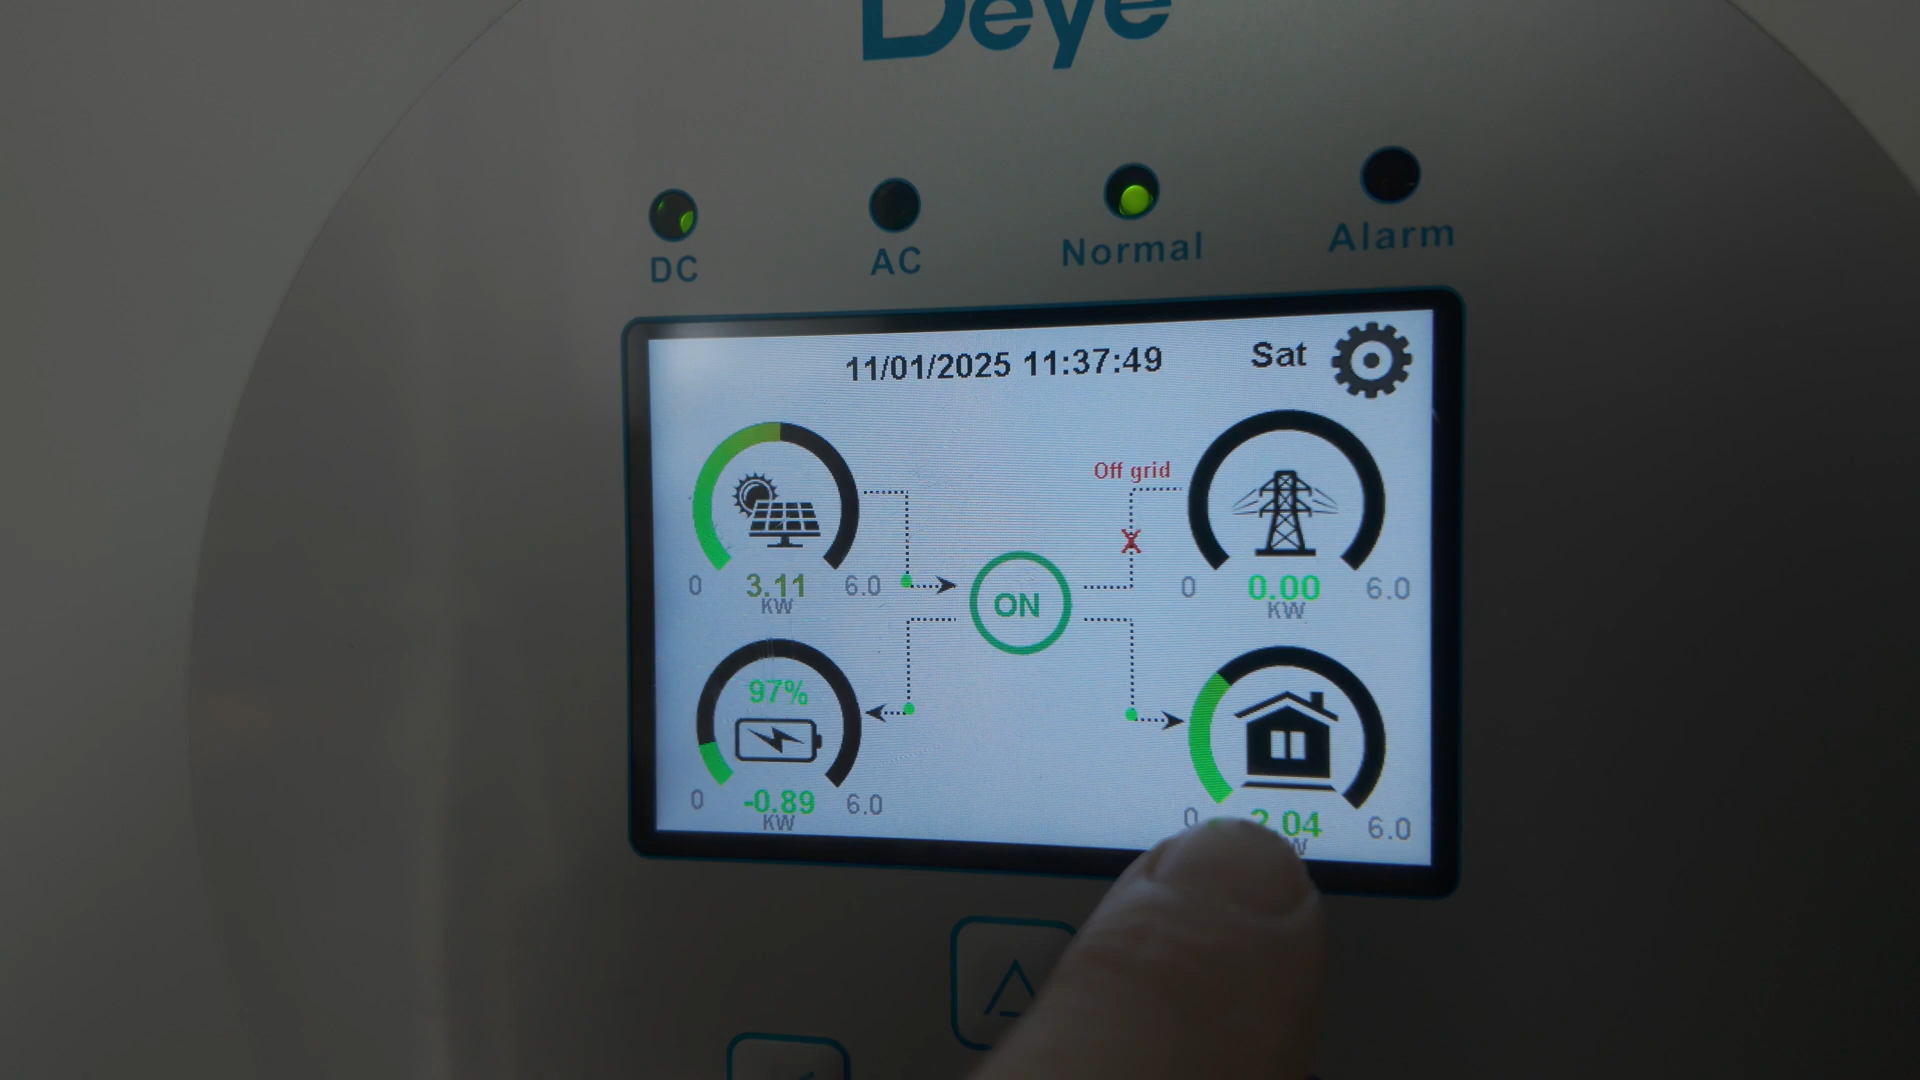 Deye
DC
AC
Normal
Alarm
11/01/2025 11:37:49
Sat
Off grid
0
3.11
6.0
KW
0
0.00
6.0
KW
ON
97%
0
-0.89
6.0
KW
0
2.04
6.0